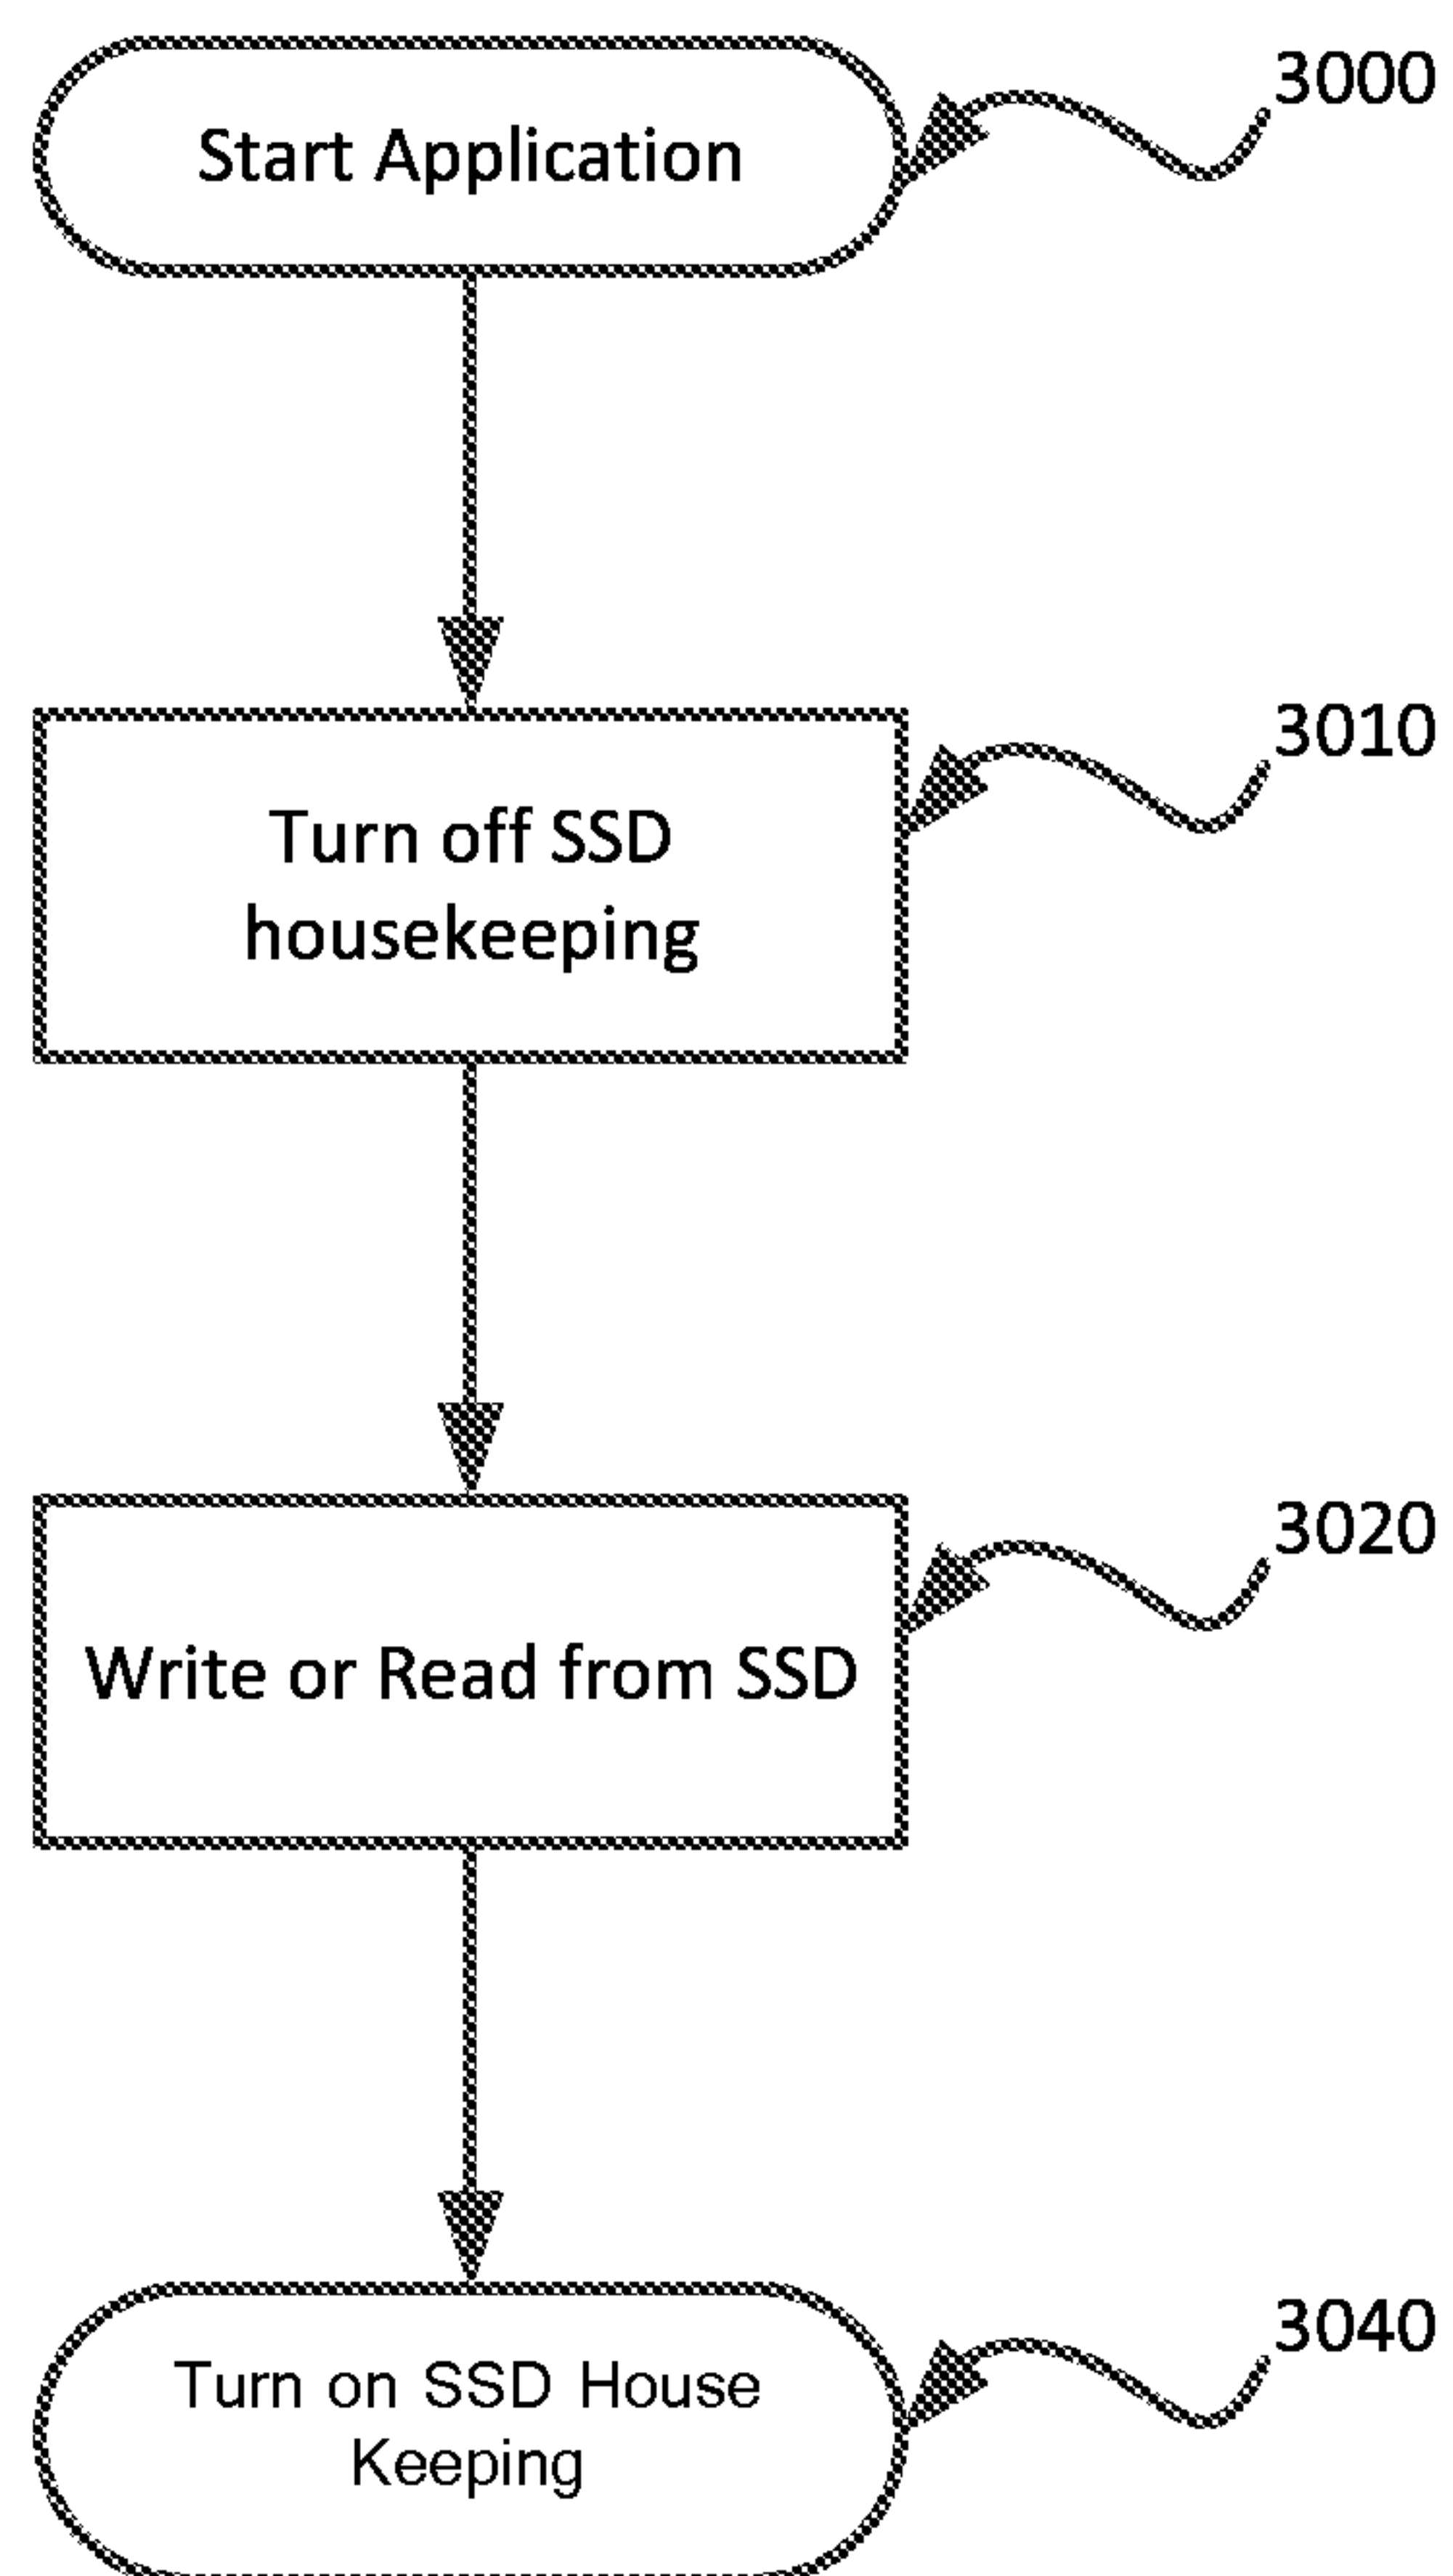 Start Application
3000
Turn off SSD
housekeeping
3010
Write or Read from SSD
3020
Turn on SSD House
Keeping
3040